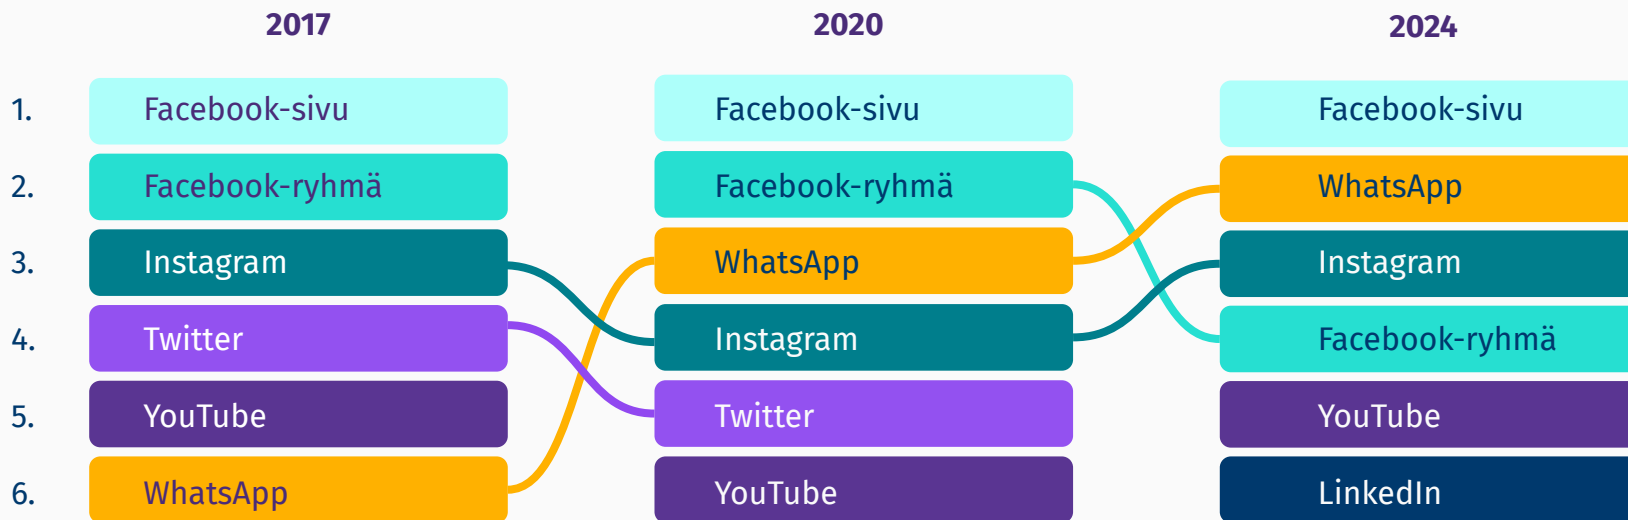 2017 2020 2024
1. Facebook-sivu Facebook-sivu Facebook-sivu
2. Facebook-ryhmä Facebook-ryhmä WhatsApp
3. Instagram WhatsApp Instagram
4. Twitter Instagram Facebook-ryhmä
5. YouTube Twitter YouTube
6. WhatsApp YouTube LinkedIn